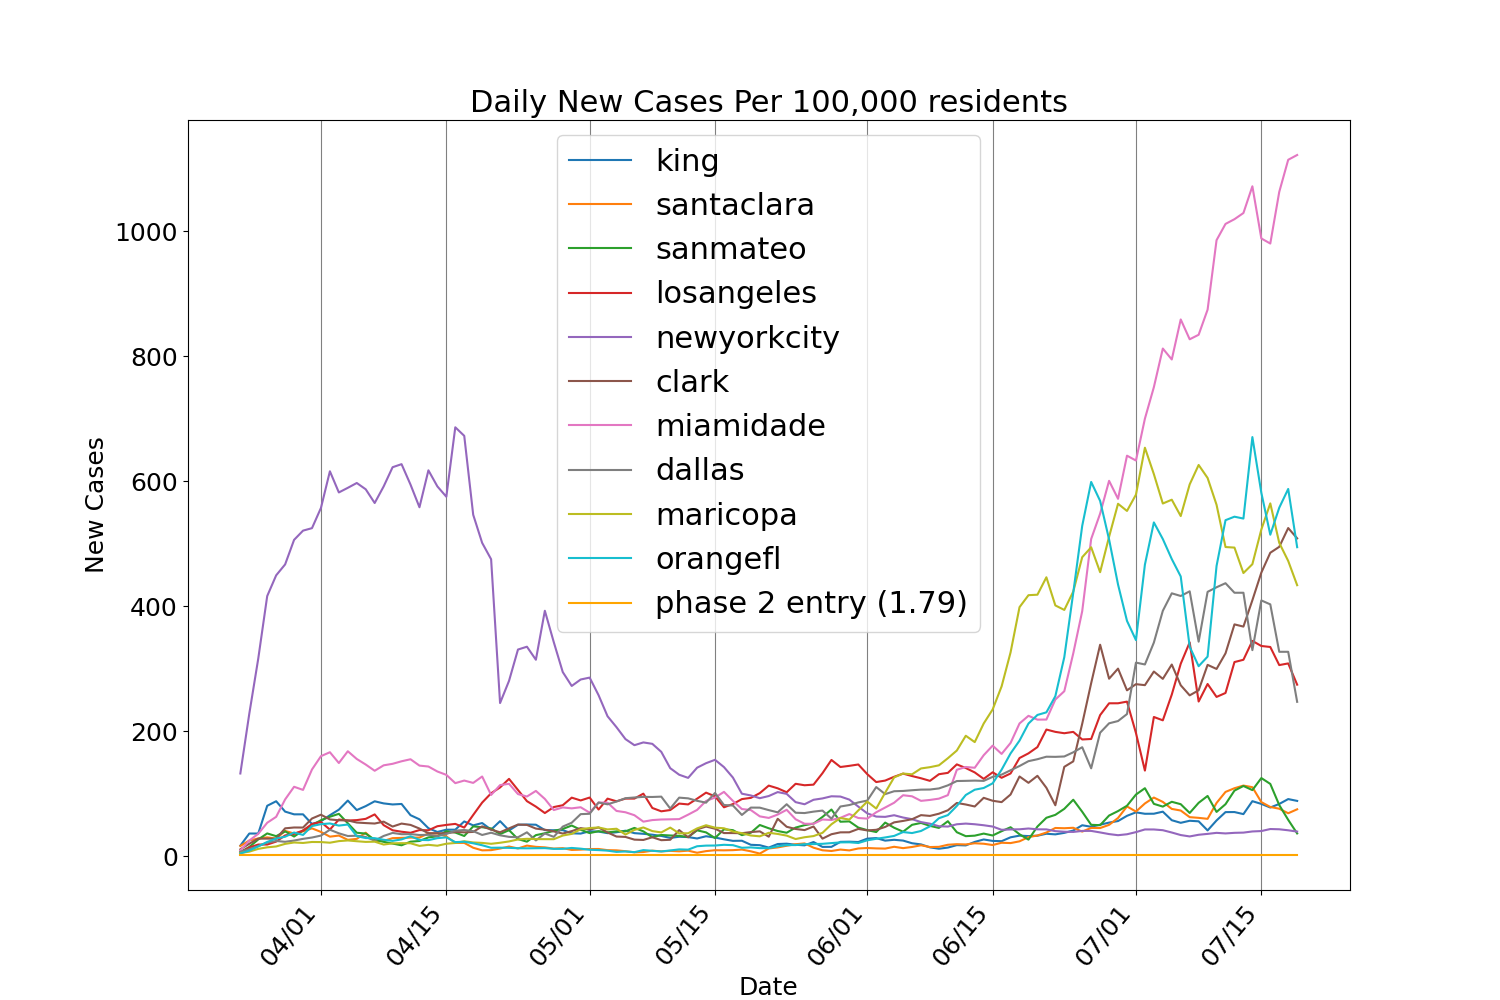 Daily New Cases Per 100,000 residents
king
santaclara
sanmateo
losangeles
newyorkcity
clark
miamidade
dallas
maricopa
orangefl
phase 2 entry (1.79)
New Cases
1000
800
600
400
200
0
04/01
04/15
05/01
05/15
06/01
06/15
07/01
07/15
Date